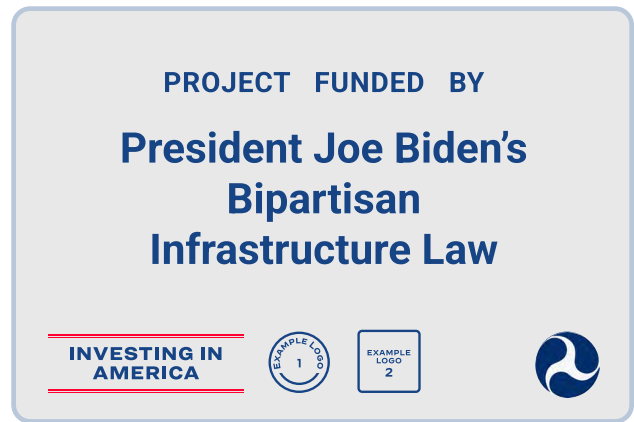 PROJECT FUNDED BY
President Joe Biden’s
Bipartisan
Infrastructure Law
INVESTING IN
AMERICA
EXAMPLE LOGO
1
EXAMPLE
LOGO
2